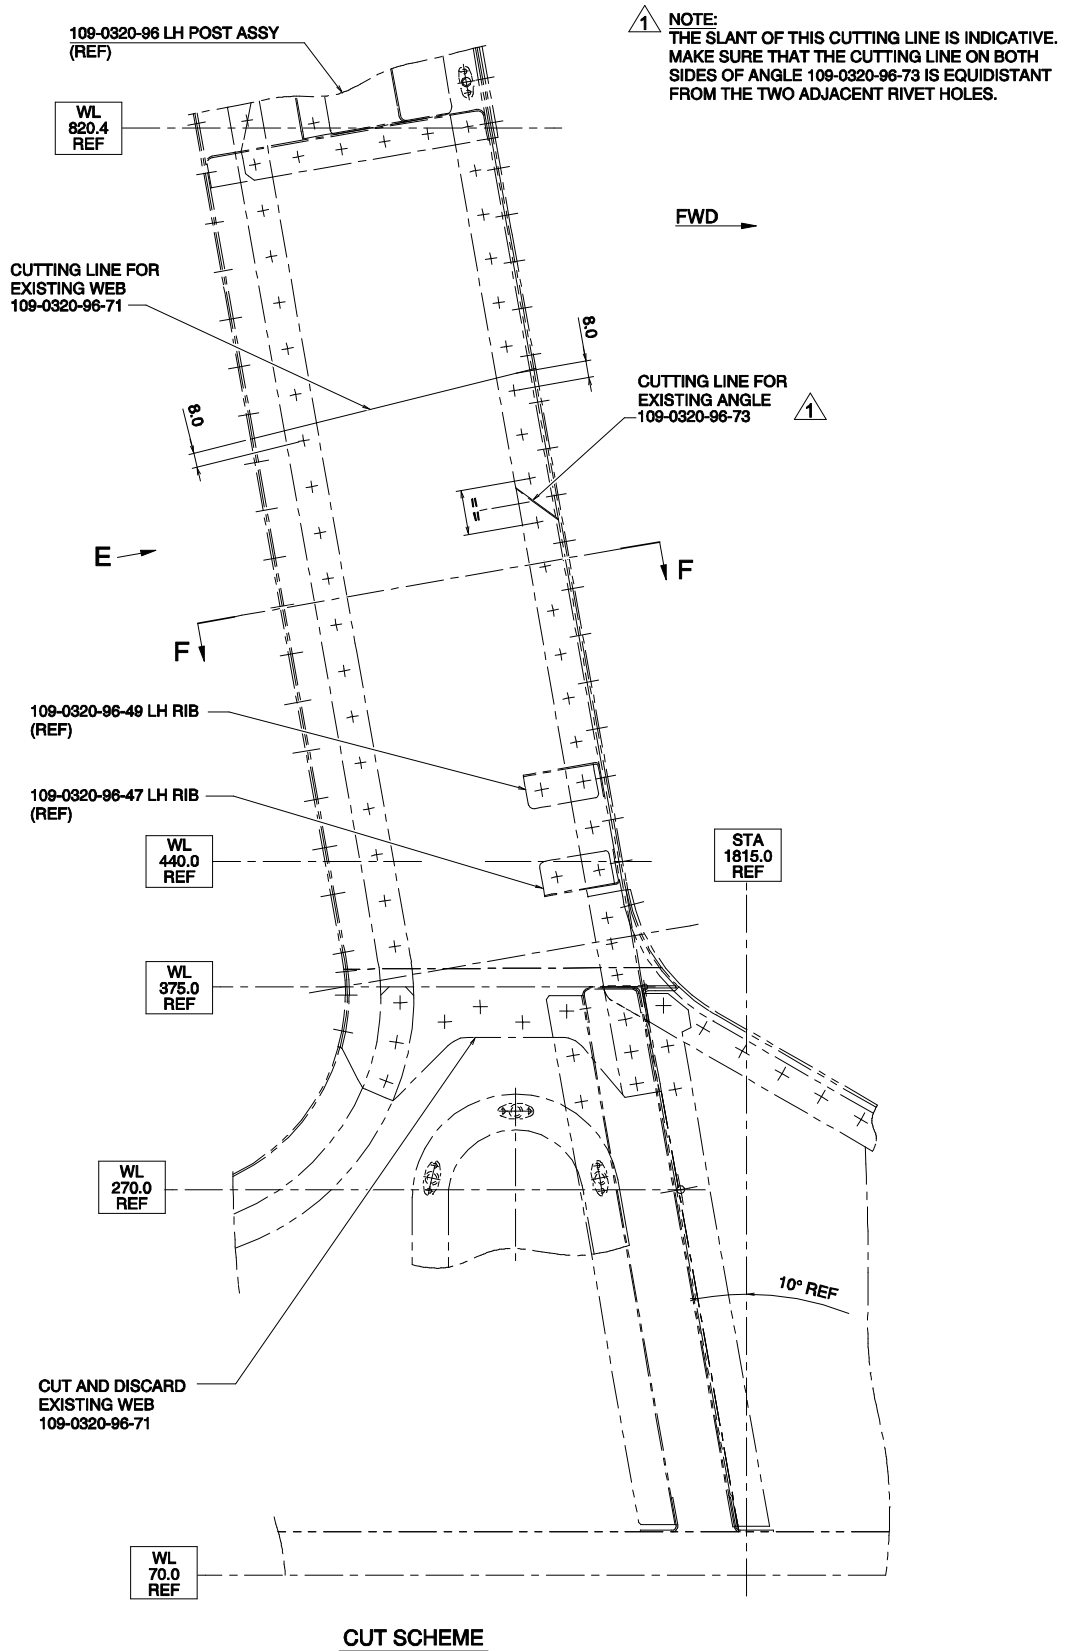 109-0320-96 LH POST ASSY
(REF)
1
NOTE:
THE SLANT OF THIS CUTTING LINE IS INDICATIVE.
MAKE SURE THAT THE CUTTING LINE ON BOTH
SIDES OF ANGLE 109-0320-96-73 IS EQUIDISTANT
FROM THE TWO ADJACENT RIVET HOLES.
WL
820.4
REF
FWD
CUTTING LINE FOR
EXISTING WEB
109-0320-96-71
8.0
CUTTING LINE FOR
EXISTING ANGLE
109-0320-96-73
1
8.0
= =
E
F
F
109-0320-96-49 LH RIB
(REF)
109-0320-96-47 LH RIB
(REF)
WL
440.0
REF
STA
1815.0
REF
WL
375.0
REF
WL
270.0
REF
10° REF
CUT AND DISCARD
EXISTING WEB
109-0320-96-71
WL
70.0
REF
CUT SCHEME